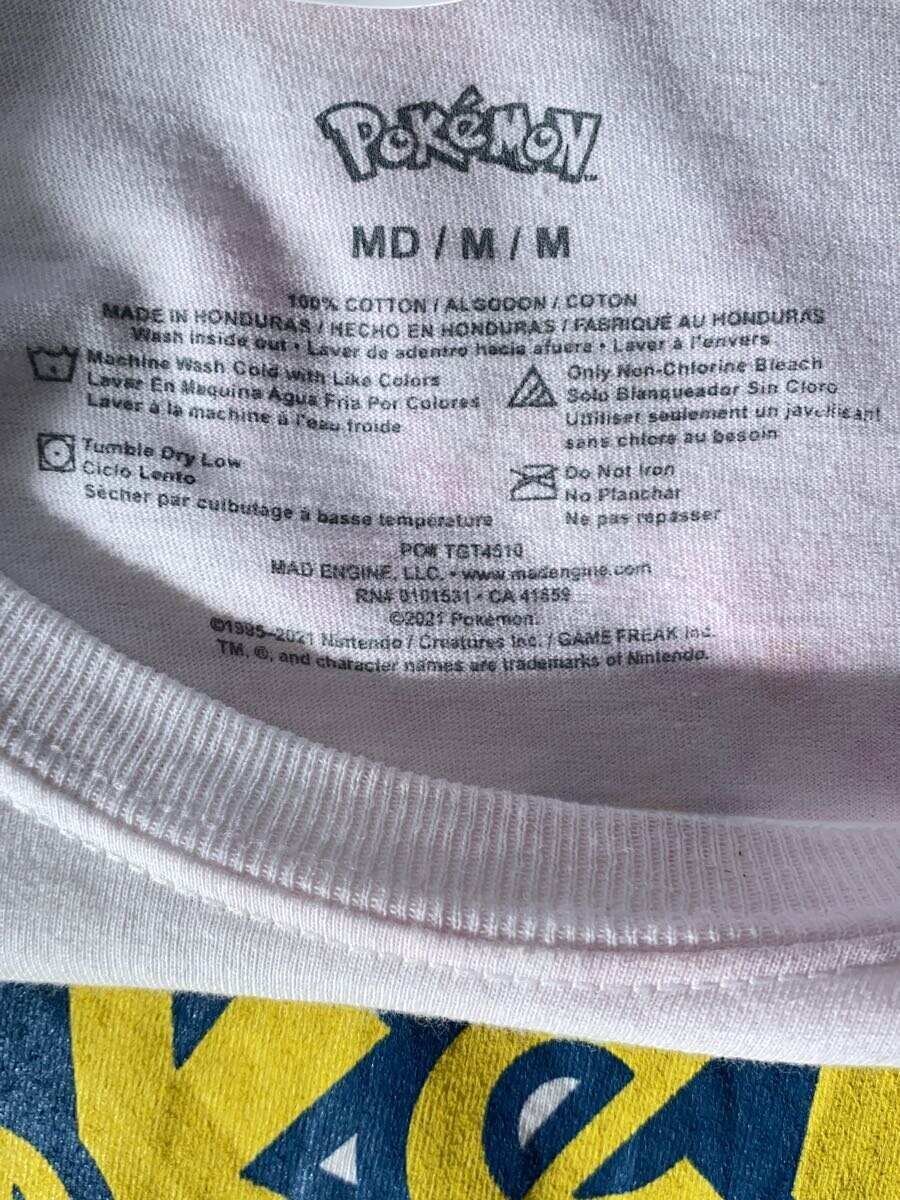 POKéMON™
MD / M / M
100% COTTON / ALGODON / COTON
MADE IN HONDURAS / HECHO EN HONDURAS / FABRIQUÉ AU HONDURAS
Wash inside out • Laver de adentro hacia afuera • Laver à l'envers
Machine Wash Cold with Like Colors
Lavar En Maquina Agua Fria Por Colores
Laver à la machine à l'eau froide
Only Non-Chlorine Bleach
Solo Blanqueador Sin Cloro
Utiliser seulement un javellisant
sans chlore au besoin
Tumble Dry Low
Ciclo Lento
Sécher par culbutage à basse temperature
Do Not Iron
No Planchar
Ne pas repasser
PO# TGT4510
MAD ENGINE, LLC. • www.madengine.com
RN# 0101531 • CA 41859
©2021 Pokémon.
©1995–2021 Nintendo / Creatures Inc. / GAME FREAK Inc.
TM, ®, and character names are trademarks of Nintendo.